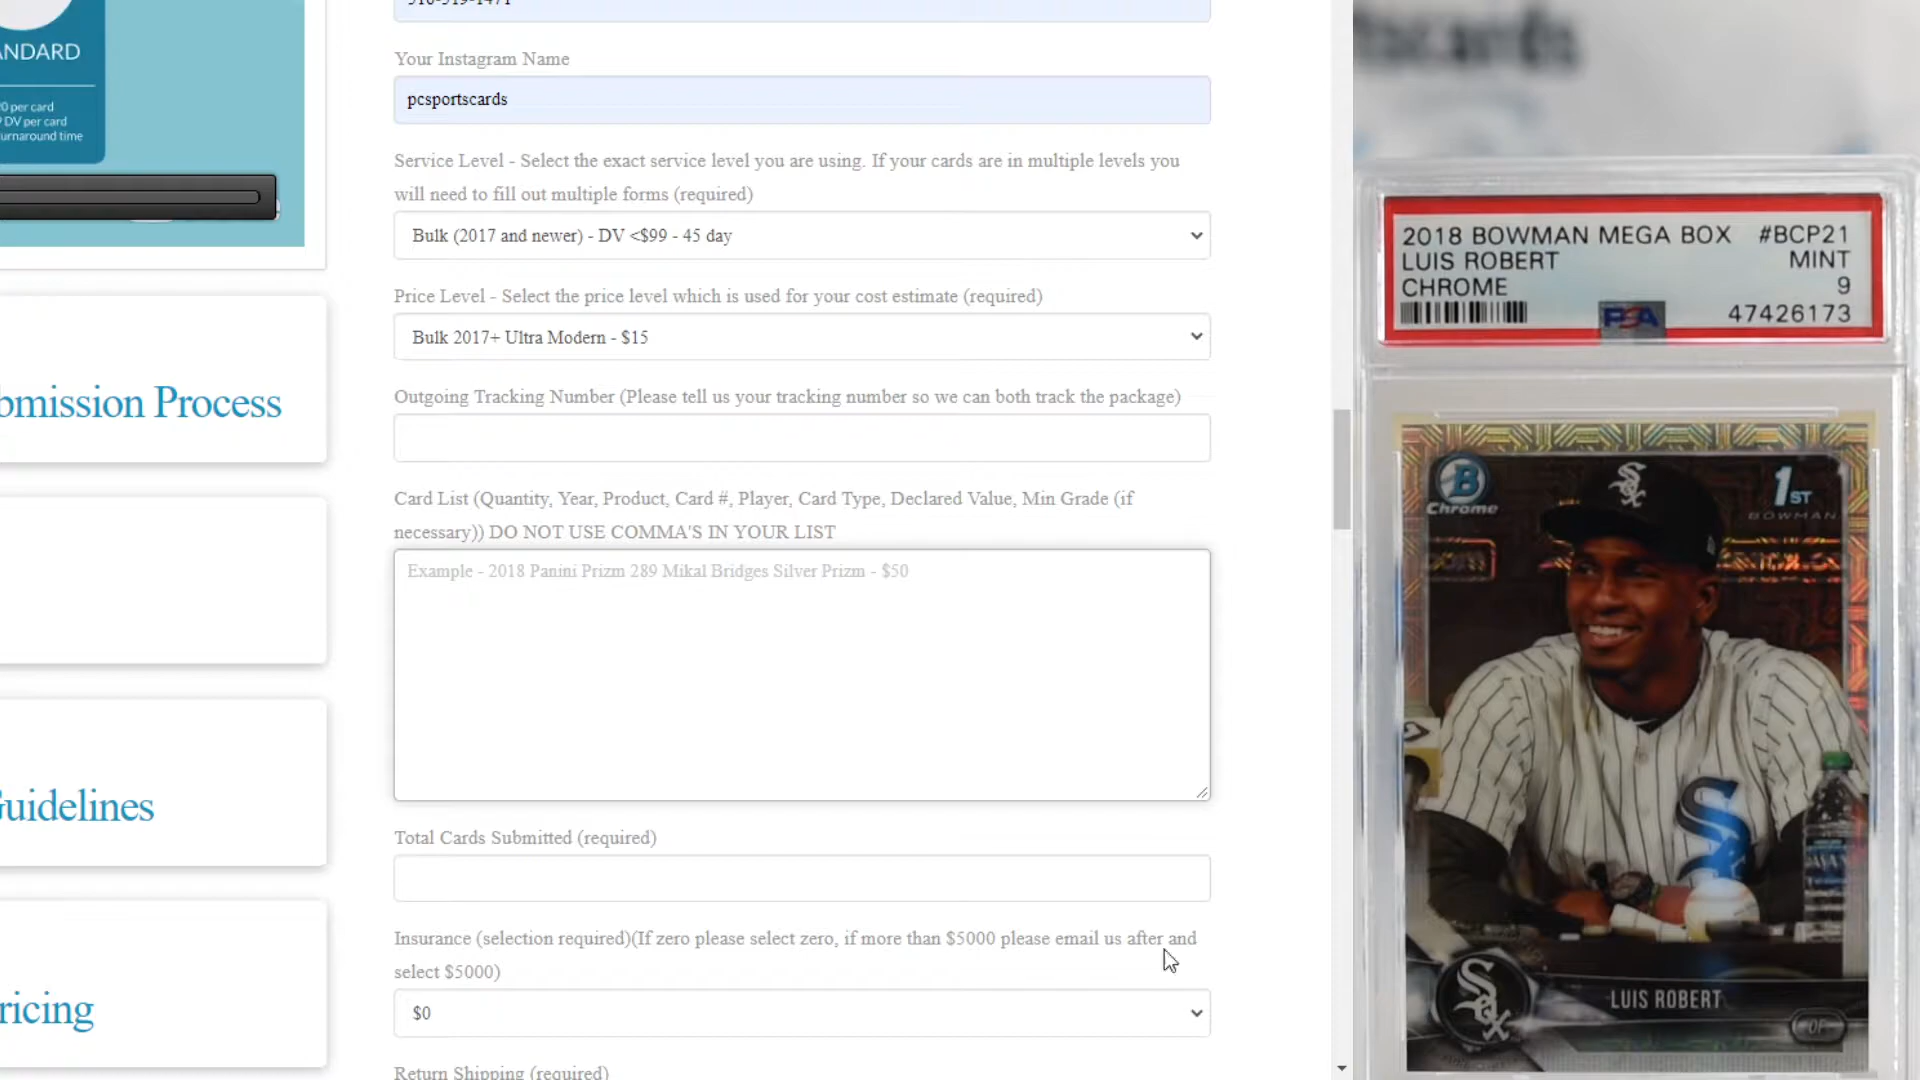 ANDARD
0 per card
DV per card
urnaround time
bmission Process
Guidelines
ricing
Your Instagram Name
pcsportscards
Service Level - Select the exact service level you are using. If your cards are in multiple levels you
will need to fill out multiple forms (required)
Bulk (2017 and newer) - DV <$99 - 45 day
Price Level - Select the price level which is used for your cost estimate (required)
Bulk 2017+ Ultra Modern - $15
Outgoing Tracking Number (Please tell us your tracking number so we can both track the package)
Card List (Quantity, Year, Product, Card #, Player, Card Type, Declared Value, Min Grade (if
necessary)) DO NOT USE COMMA'S IN YOUR LIST
Example - 2018 Panini Prizm 289 Mikal Bridges Silver Prizm - $50
Total Cards Submitted (required)
Insurance (selection required)(If zero please select zero, if more than $5000 please email us after and
select $5000)
$0
Return Shipping (required)
tscards
2018 BOWMAN MEGA BOX #BCP21
LUIS ROBERT MINT
CHROME 9
PSA 47426173
B
Chrome
1ST
BOWMAN
Sox
LUIS ROBERT
Sox
OF